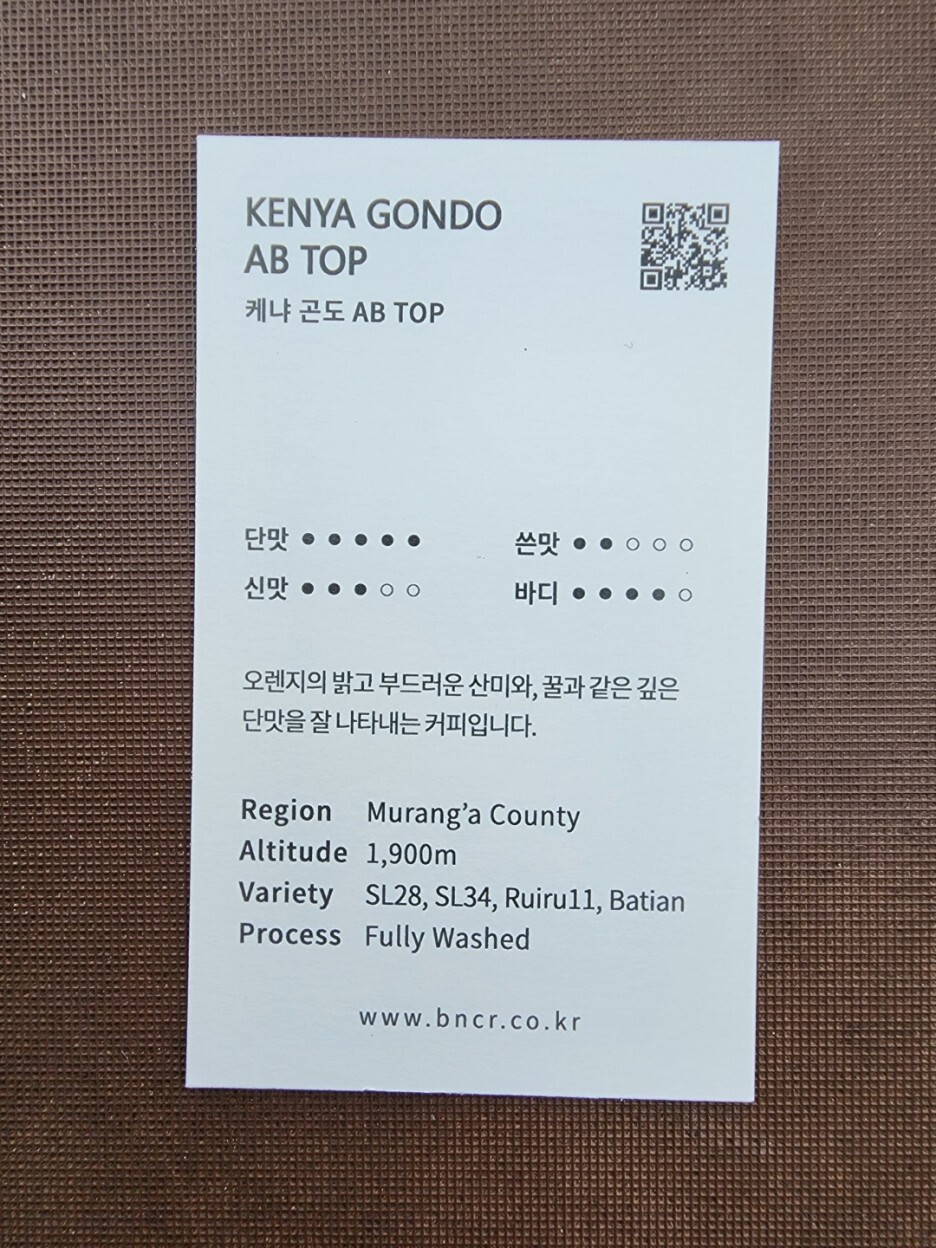 KENYA GONDO
AB TOP
케냐 곤도 AB TOP
단맛 ● ● ● ● ● 쓴맛 ● ● ○ ○ ○
신맛 ● ● ● ○ ○ 바디 ● ● ● ● ○
오렌지의 밝고 부드러운 산미와, 꿀과 같은 깊은
단맛을 잘 나타내는 커피입니다.
Region Murang’a County
Altitude 1,900m
Variety SL28, SL34, Ruiru11, Batian
Process Fully Washed
www.bncr.co.kr